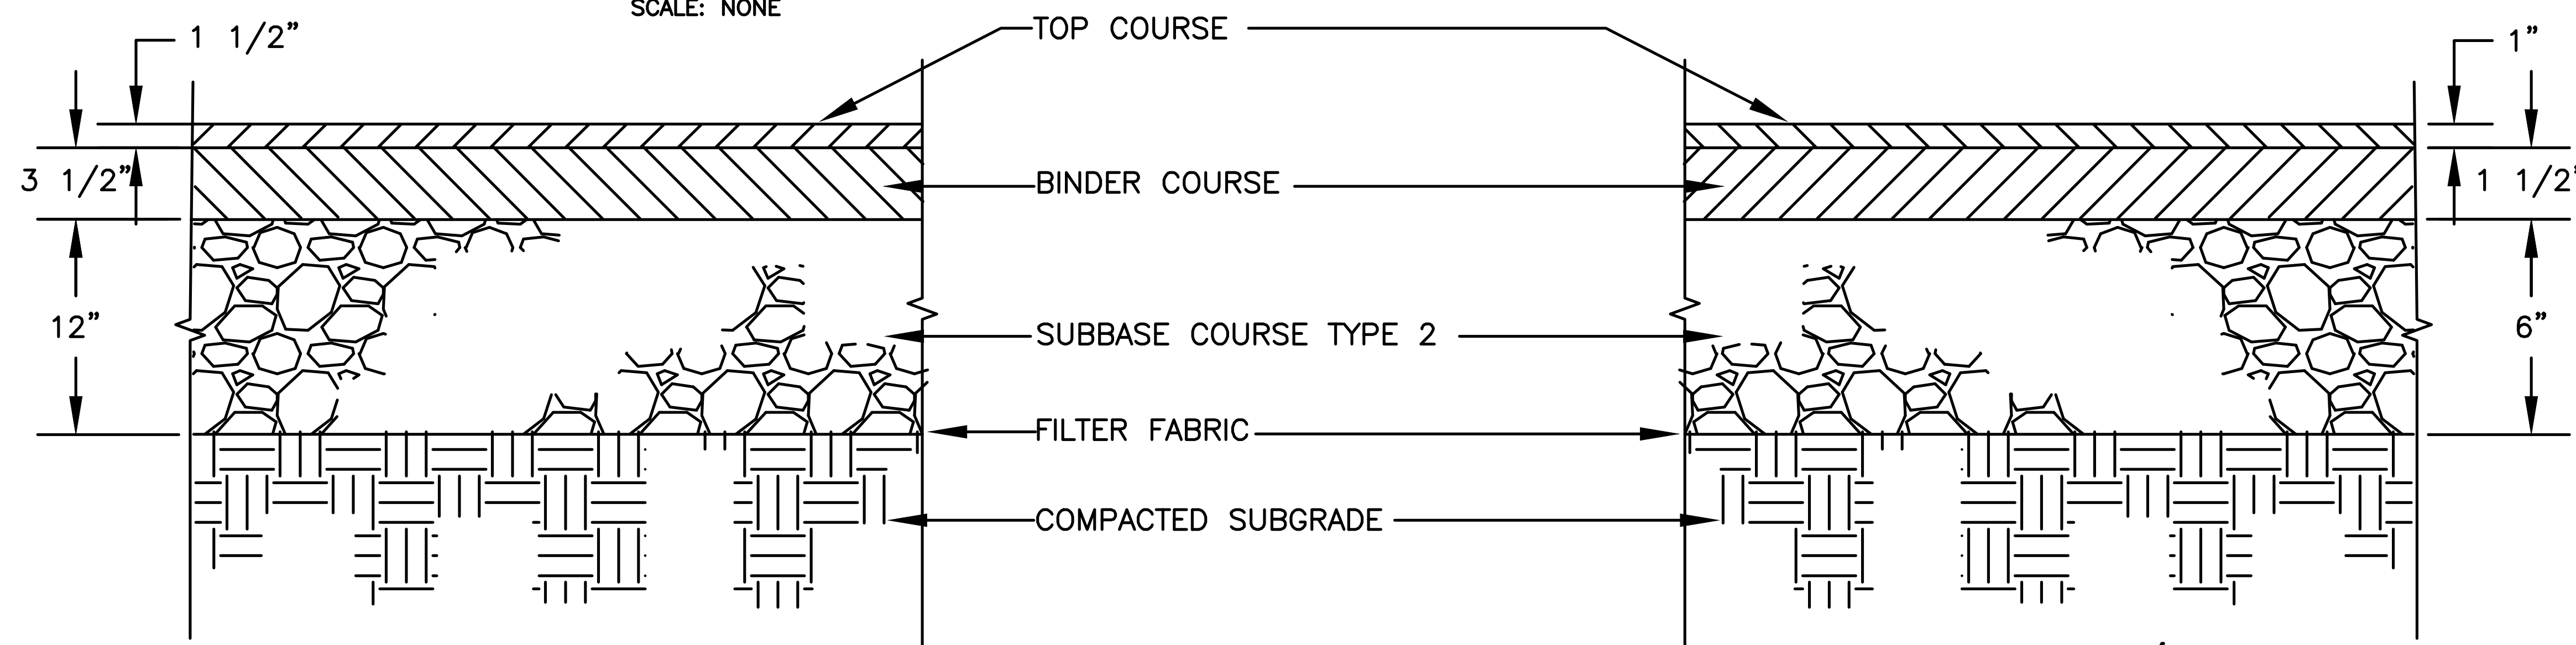 SCALE: NONE
1 1/2”
TOP COURSE
1”
3 1/2”
BINDER COURSE
1 1/2”
12”
SUBBASE COURSE TYPE 2
6”
FILTER FABRIC
COMPACTED SUBGRADE